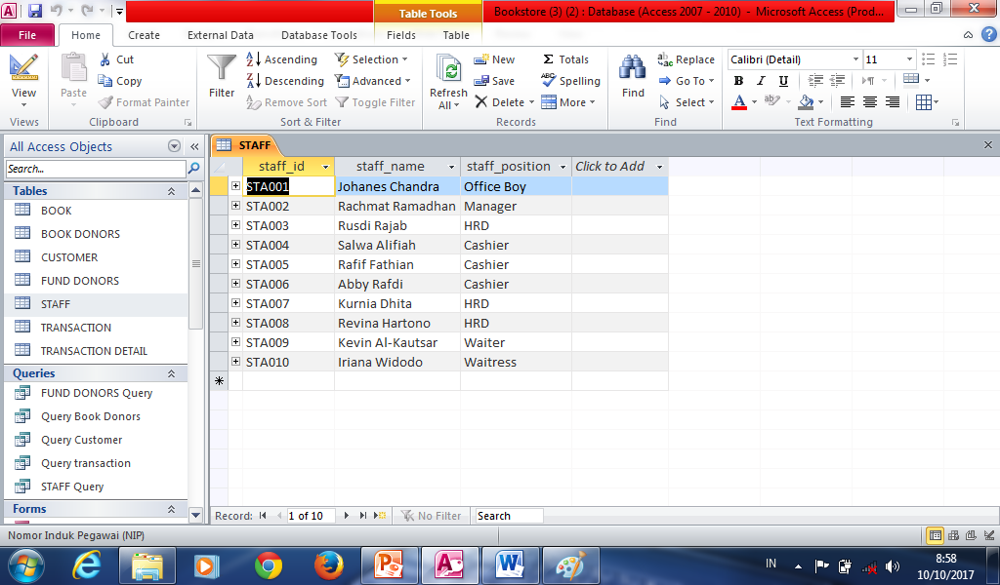 Table Tools
Bookstore (3) (2) : Database (Access 2007 - 2010) - Microsoft Access (Prod...
File Home Create External Data Database Tools Fields Table
View
Views
Paste
Cut
Copy
Format Painter
Clipboard
Filter
Ascending
Descending
Remove Sort
Selection
Advanced
Toggle Filter
Sort & Filter
Refresh
All
New
Save
Delete
Totals
Spelling
More
Records
Find
Replace
Go To
Select
Find
Calibri (Detail) 11
B I U
Text Formatting
All Access Objects
Search...
Tables
BOOK
BOOK DONORS
CUSTOMER
FUND DONORS
STAFF
TRANSACTION
TRANSACTION DETAIL
Queries
FUND DONORS Query
Query Book Donors
Query Customer
Query transaction
STAFF Query
Forms
STAFF
staff_id staff_name staff_position Click to Add
STA001 Johanes Chandra Office Boy
STA002 Rachmat Ramadhan Manager
STA003 Rusdi Rajab HRD
STA004 Salwa Alifiah Cashier
STA005 Rafif Fathian Cashier
STA006 Abby Rafdi Cashier
STA007 Kurnia Dhita HRD
STA008 Revina Hartono HRD
STA009 Kevin Al-Kautsar Waiter
STA010 Iriana Widodo Waitress
Record: 1 of 10 No Filter Search
Nomor Induk Pegawai (NIP)
IN
8:58
10/10/2017